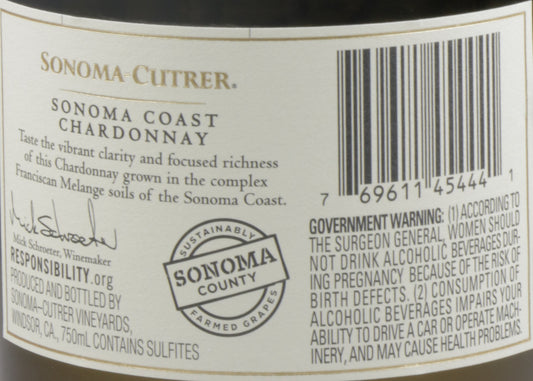 SONOMA-CUTRER®
SONOMA COAST
CHARDONNAY
Taste the vibrant clarity and focused richness
of this Chardonnay grown in the complex
Franciscan Melange soils of the Sonoma Coast.
Mick Schroeter
Mick Schroeter, Winemaker
RESPONSIBILITY.org
PRODUCED AND BOTTLED BY
SONOMA-CUTRER VINEYARDS,
WINDSOR, CA., 750mL CONTAINS SULFITES
SUSTAINABLY
SONOMA
COUNTY
FARMED GRAPES
7 69611 45444 1
GOVERNMENT WARNING: (1) ACCORDING TO
THE SURGEON GENERAL, WOMEN SHOULD
NOT DRINK ALCOHOLIC BEVERAGES DUR-
ING PREGNANCY BECAUSE OF THE RISK OF
BIRTH DEFECTS. (2) CONSUMPTION OF
ALCOHOLIC BEVERAGES IMPAIRS YOUR
ABILITY TO DRIVE A CAR OR OPERATE MACH-
INERY, AND MAY CAUSE HEALTH PROBLEMS.